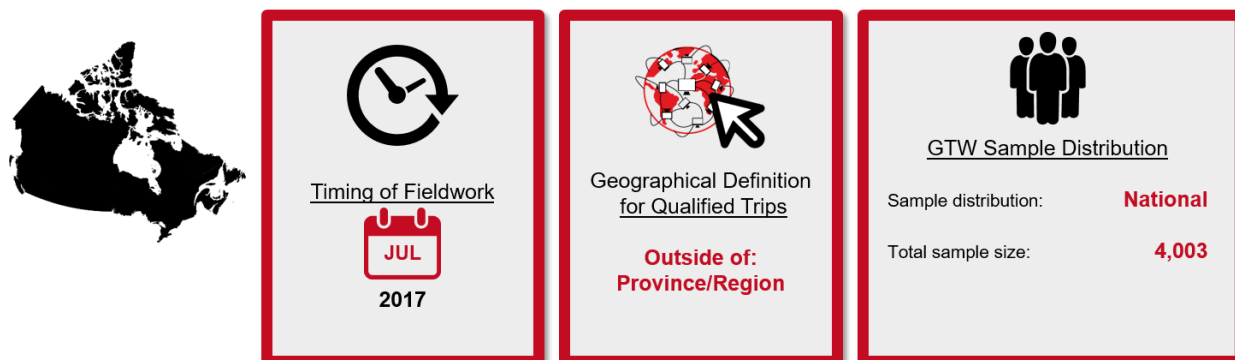 Timing of Fieldwork
JUL
2017
Geographical Definition
for Qualified Trips
Outside of:
Province/Region
GTW Sample Distribution
Sample distribution: National
Total sample size: 4,003